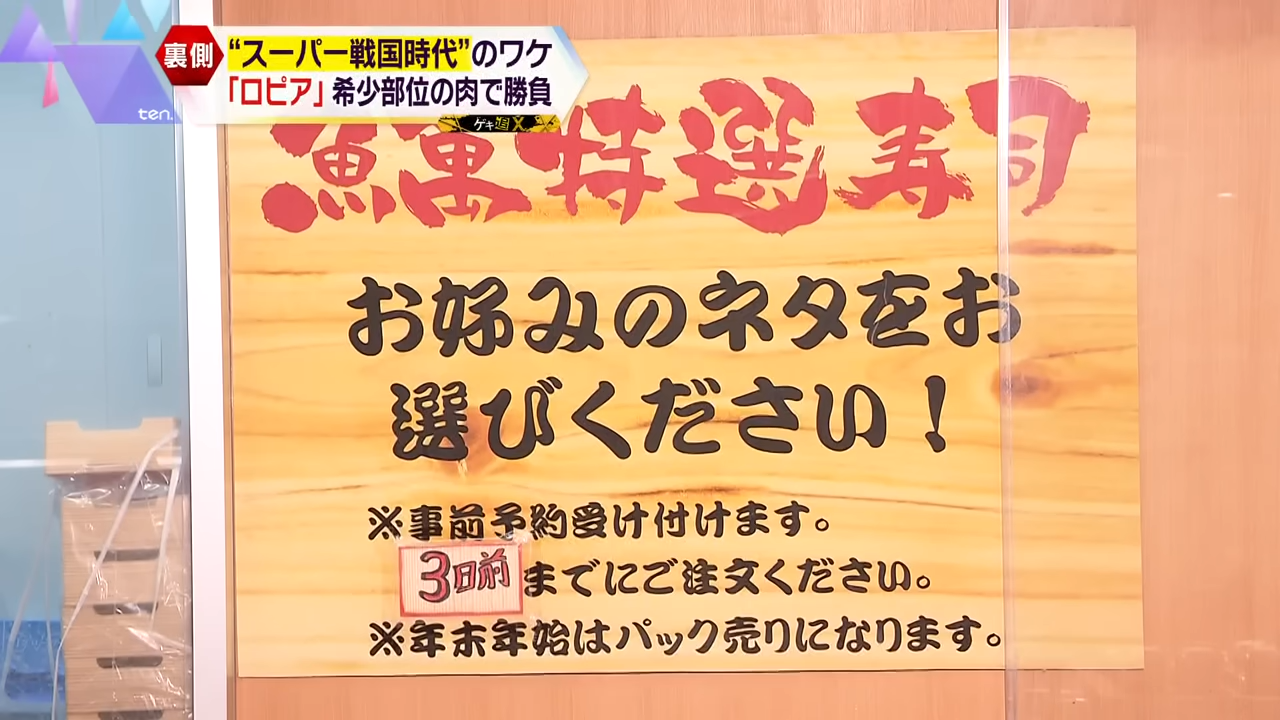 裏側
“スーパー戦国時代”のワケ
「ロピア」希少部位の肉で勝負
ten.
ゲキ追X
魚萬特選寿司
お好みのネタをお
選びください！
※事前予約受け付けます。
3日前までにご注文ください。
※年末年始はパック売りになります。